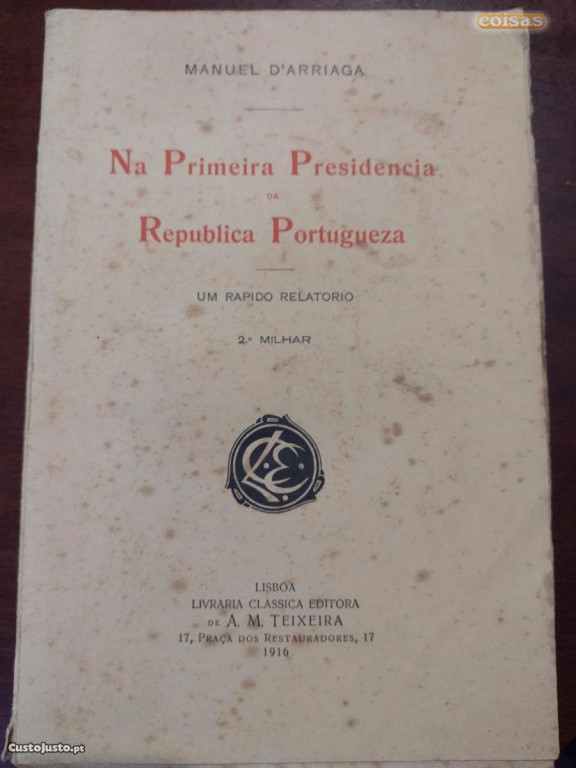 coisas
MANUEL D'ARRIAGA
Na Primeira Presidencia
DA
Republica Portugueza
UM RAPIDO RELATORIO
2.º MILHAR
LCE
LISBOA
LIVRARIA CLASSICA EDITORA
DE A. M. TEIXEIRA
17, PRAÇA DOS RESTAURADORES, 17
1916
CustoJusto.pt